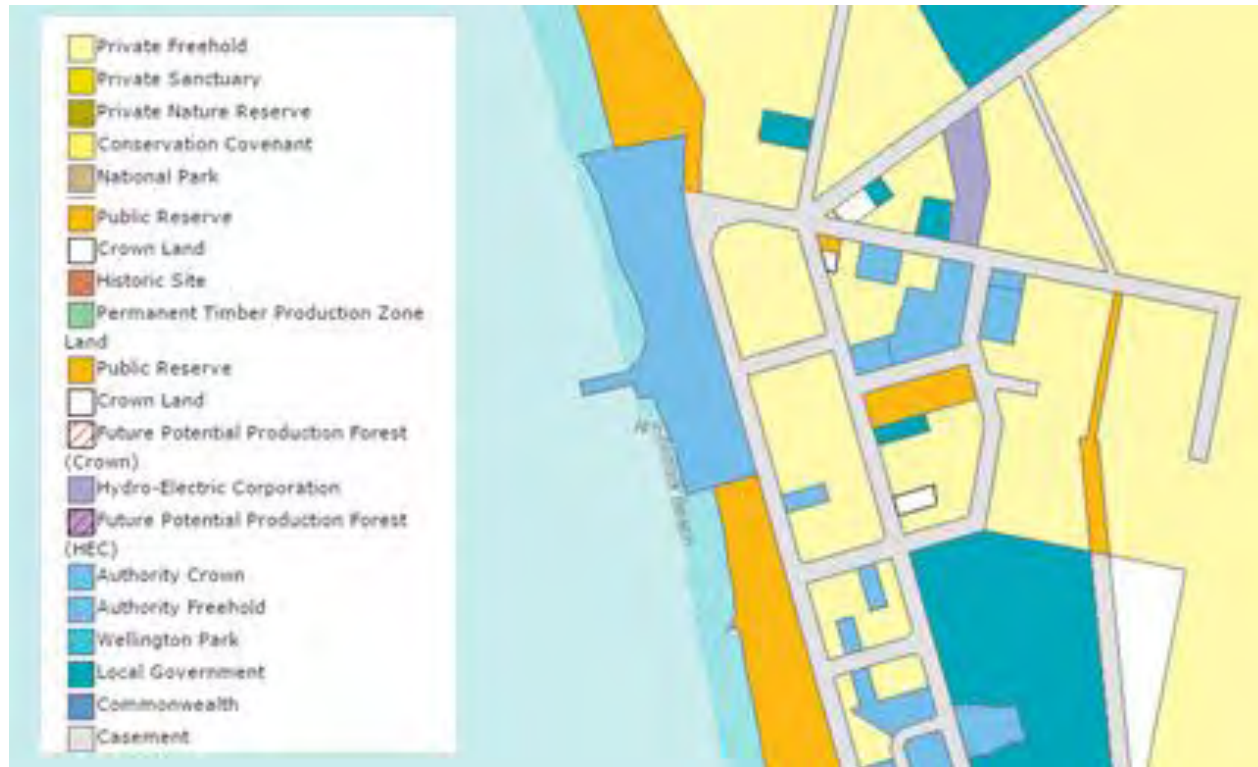 Private Freehold
Private Sanctuary
Private Nature Reserve
Conservation Covenant
National Park
Public Reserve
Crown Land
Historic Site
Permanent Timber Production Zone
Land
Public Reserve
Crown Land
Future Potential Production Forest
(Crown)
Hydro-Electric Corporation
Future Potential Production Forest
(HEC)
Authority Crown
Authority Freehold
Wellington Park
Local Government
Commonwealth
Casement
Beach